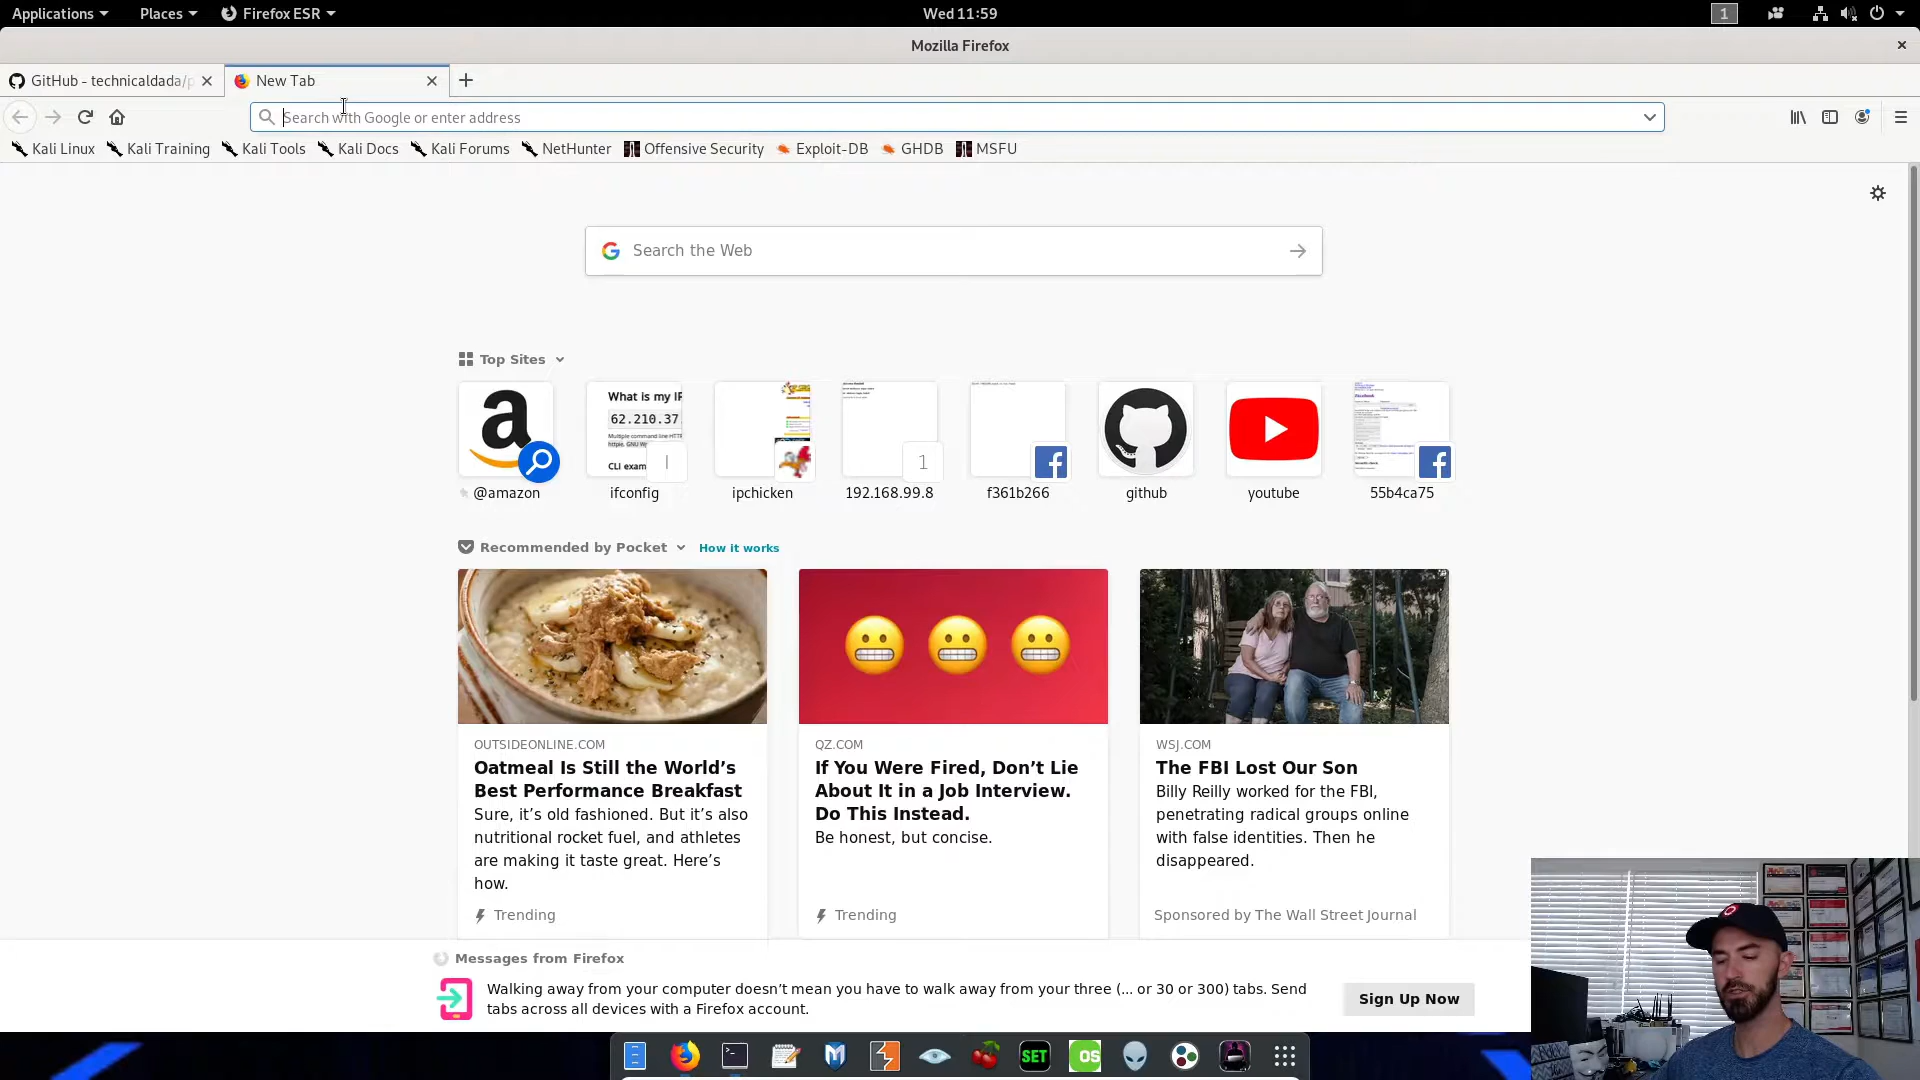 Applications
Places
Firefox ESR
Wed 11:59
1
Mozilla Firefox
GitHub - technicaldada/p
New Tab
Search with Google or enter address
Kali Linux
Kali Training
Kali Tools
Kali Docs
Kali Forums
NetHunter
Offensive Security
Exploit-DB
GHDB
MSFU
Search the Web
Top Sites
What is my IP
62.210.37
CLI exam
I
1
@amazon
ifconfig
ipchicken
192.168.99.8
f361b266
github
youtube
55b4ca75
Recommended by Pocket
How it works
OUTSIDEONLINE.COM
Oatmeal Is Still the World’s
Best Performance Breakfast
Sure, it’s old fashioned. But it’s also
nutritional rocket fuel, and athletes
are making it taste great. Here’s
how.
Trending
QZ.COM
If You Were Fired, Don’t Lie
About It in a Job Interview.
Do This Instead.
Be honest, but concise.
Trending
WSJ.COM
The FBI Lost Our Son
Billy Reilly worked for the FBI,
penetrating radical groups online
with false identities. Then he
disappeared.
Sponsored by The Wall Street Journal
Messages from Firefox
Walking away from your computer doesn’t mean you have to walk away from your three (... or 30 or 300) tabs. Send
tabs across all devices with a Firefox account.
Sign Up Now
SET
OS